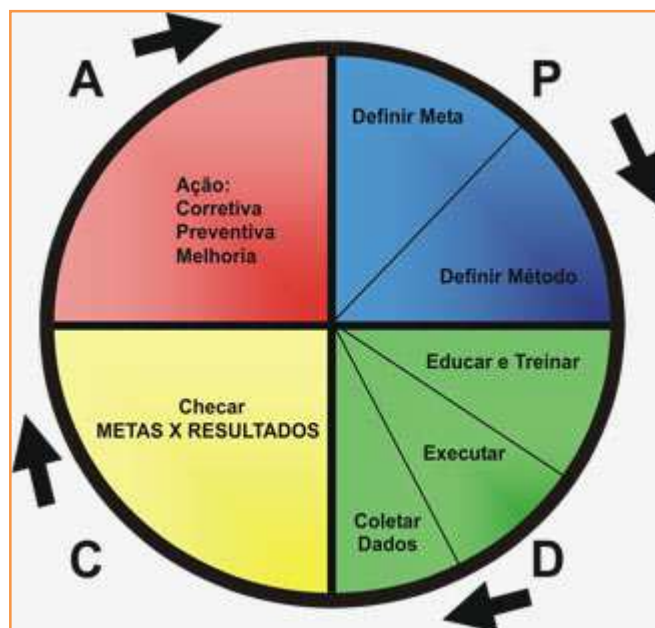 A
P
Definir Meta
Ação:
Corretiva
Preventiva
Melhoria
Definir Método
Educar e Treinar
Checar
METAS X RESULTADOS
Executar
Coletar
Dados
C
D